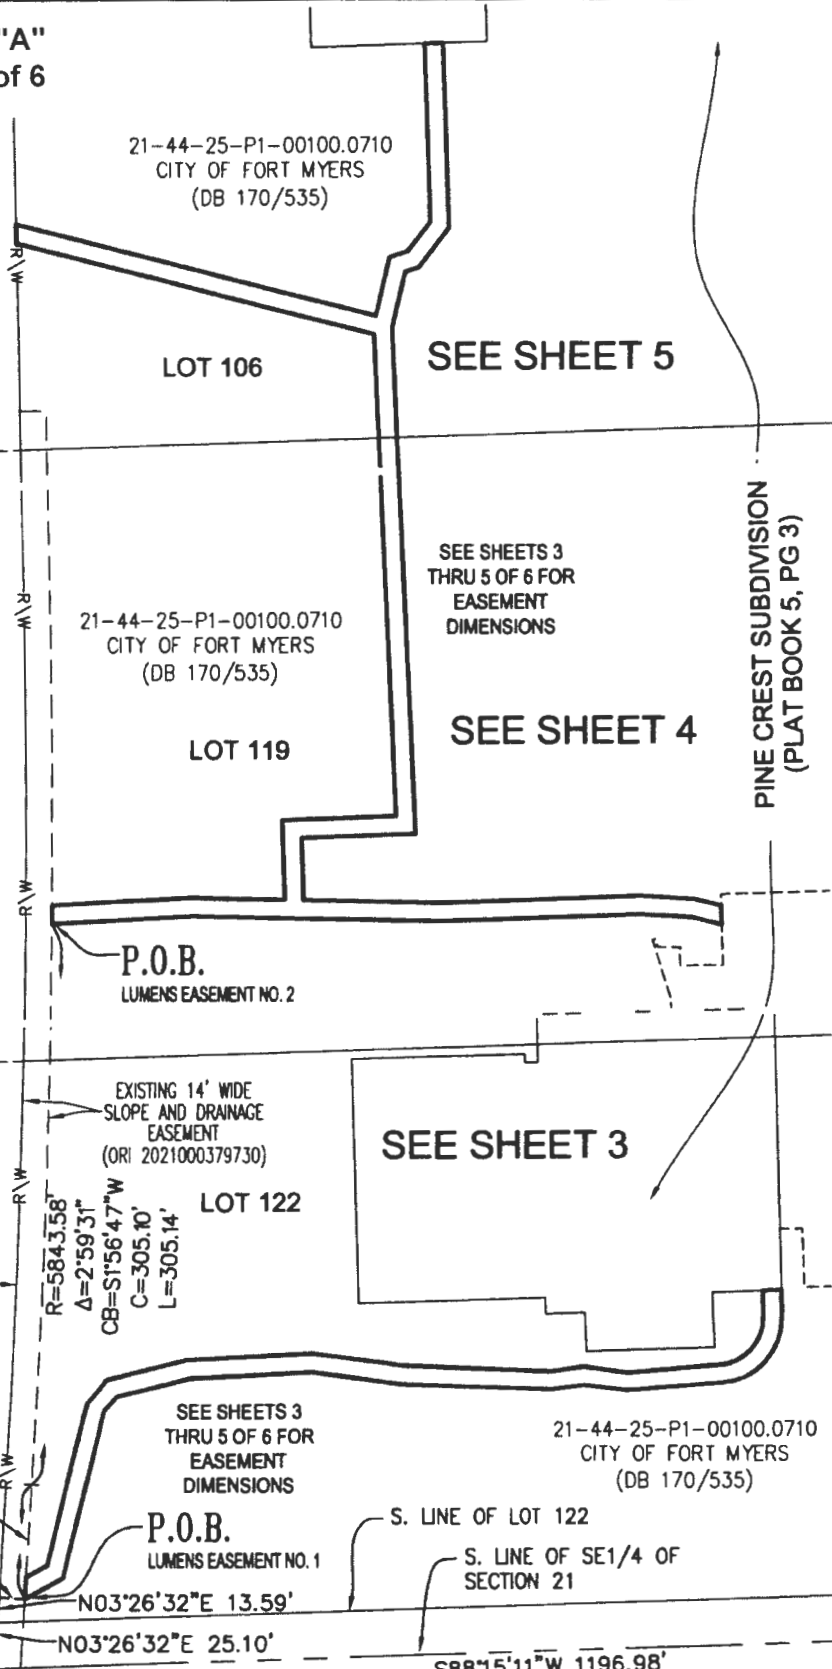 "A"
of 6
21-44-25-P1-00100.0710
CITY OF FORT MYERS
(DB 170/535)
R\W
LOT 106
SEE SHEET 5
SEE SHEETS 3
THRU 5 OF 6 FOR
EASEMENT
DIMENSIONS
PINE CREST SUBDIVISION
(PLAT BOOK 5, PG 3)
R\W
21-44-25-P1-00100.0710
CITY OF FORT MYERS
(DB 170/535)
SEE SHEET 4
LOT 119
R\W
P.O.B.
LUMENS EASEMENT NO. 2
EXISTING 14' WIDE
SLOPE AND DRAINAGE
EASEMENT
(ORI 2021000379730)
SEE SHEET 3
R\W
LOT 122
R=5843.58'
Δ=2°59'31"
CB=S1°56'47"W
C=305.10'
L=305.14'
SEE SHEETS 3
THRU 5 OF 6 FOR
EASEMENT
DIMENSIONS
21-44-25-P1-00100.0710
CITY OF FORT MYERS
(DB 170/535)
R\W
P.O.B.
LUMENS EASEMENT NO. 1
S. LINE OF LOT 122
S. LINE OF SE1/4 OF
SECTION 21
N03°26'32"E 13.59'
N03°26'32"E 25.10'
S88°15'11"W 1196.98'